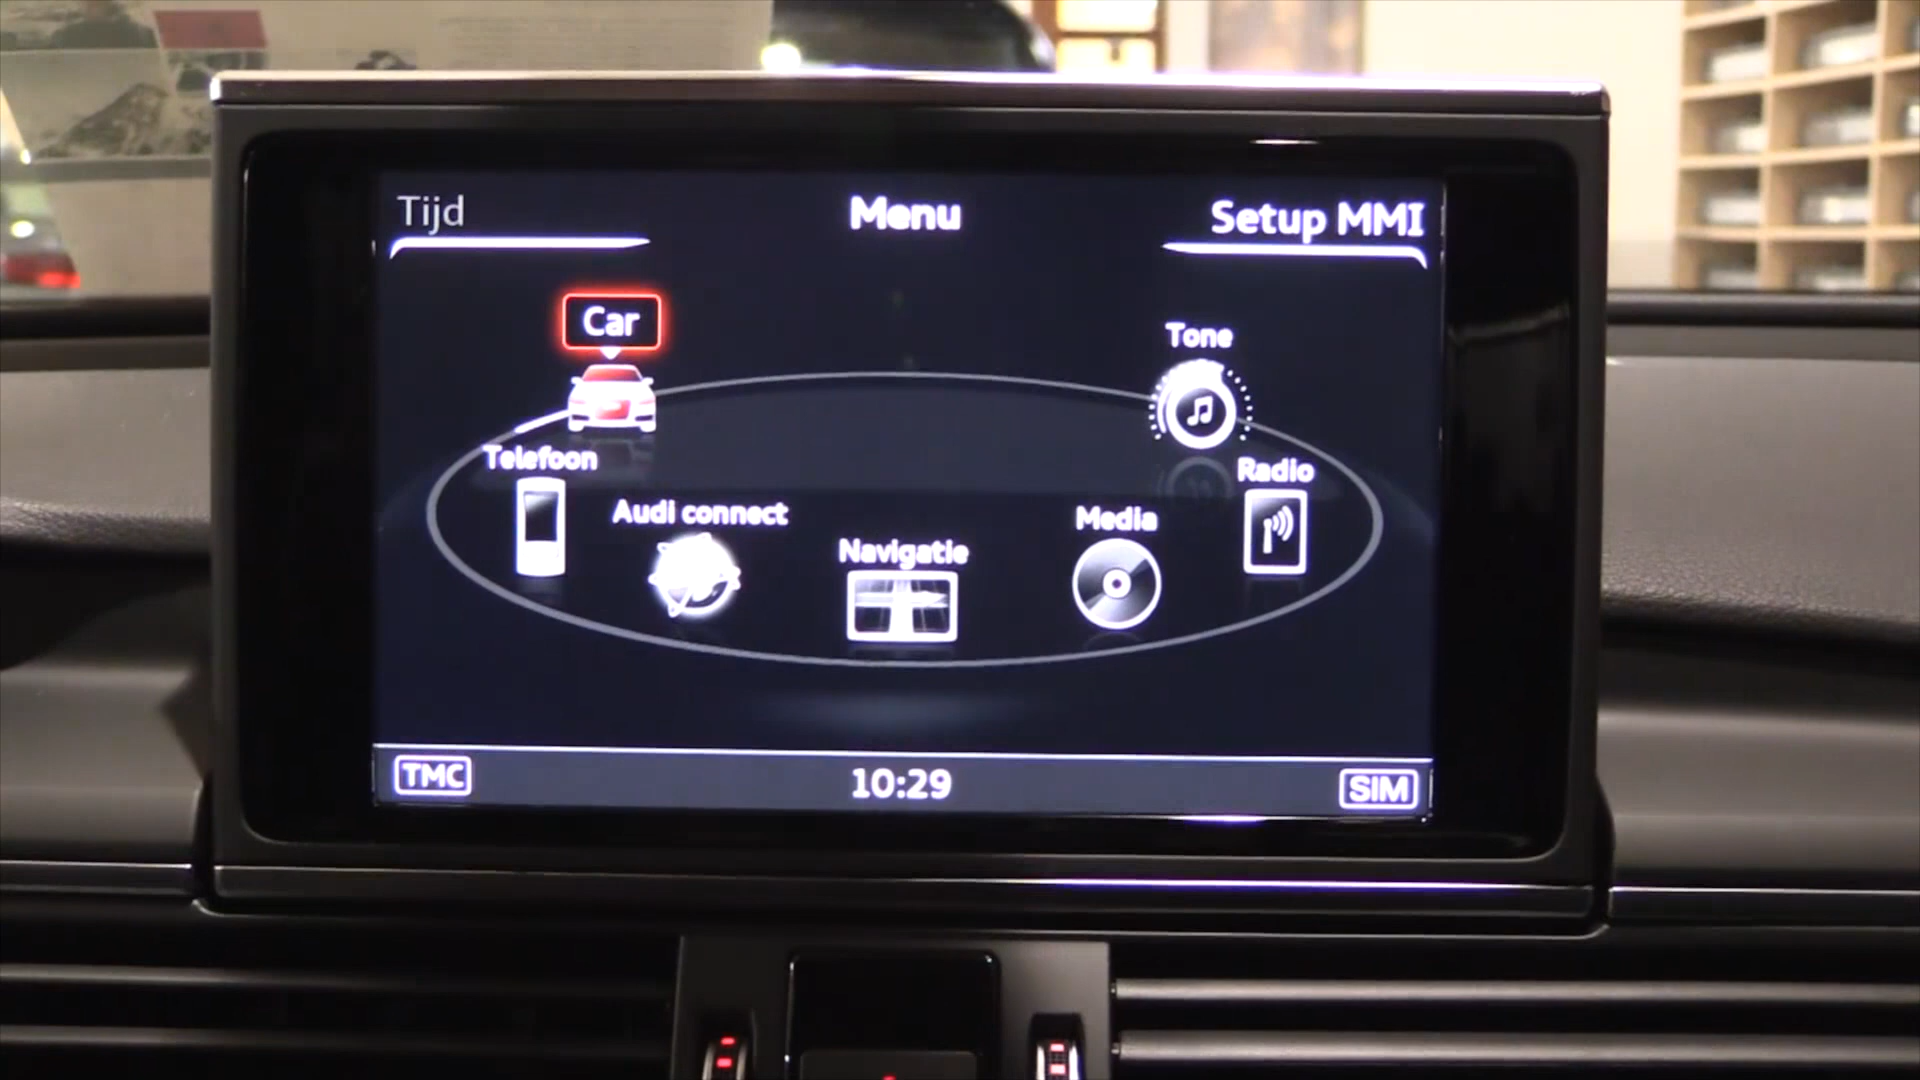 Tijd
Menu
Setup MMI
Car
Tone
Telefoon
Radio
Audi connect
Media
Navigatie
TMC
10:29
SIM